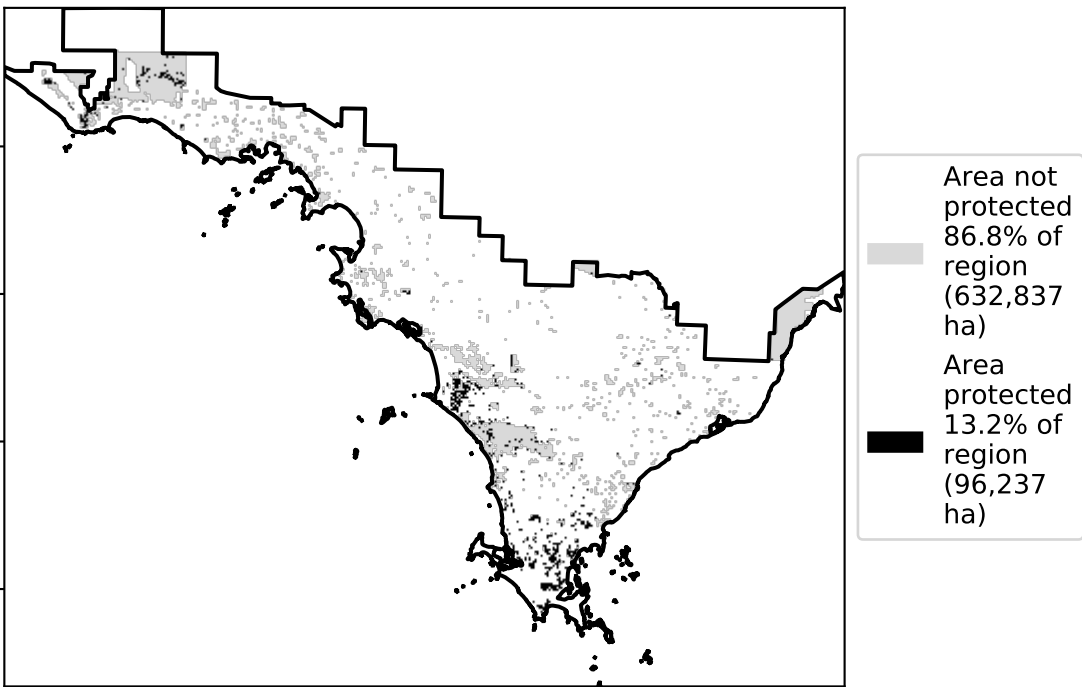 Area not
protected
86.8% of
region
(632,837
ha)
Area
protected
13.2% of
region
(96,237
ha)